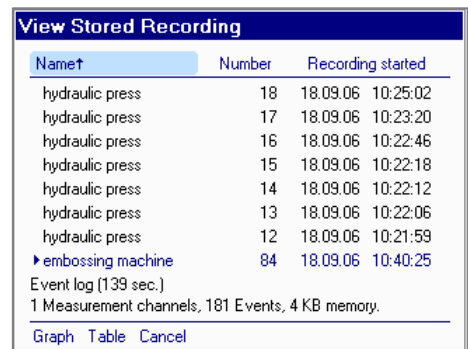 View Stored Recording
Name↑ Number Recording started
hydraulic press 18 18.09.06 10:25:02
hydraulic press 17 18.09.06 10:23:20
hydraulic press 16 18.09.06 10:22:46
hydraulic press 15 18.09.06 10:22:18
hydraulic press 14 18.09.06 10:22:12
hydraulic press 13 18.09.06 10:22:06
hydraulic press 12 18.09.06 10:21:59
embossing machine 84 18.09.06 10:40:25
Event log (139 sec.)
1 Measurement channels, 181 Events, 4 KB memory.
Graph Table Cancel